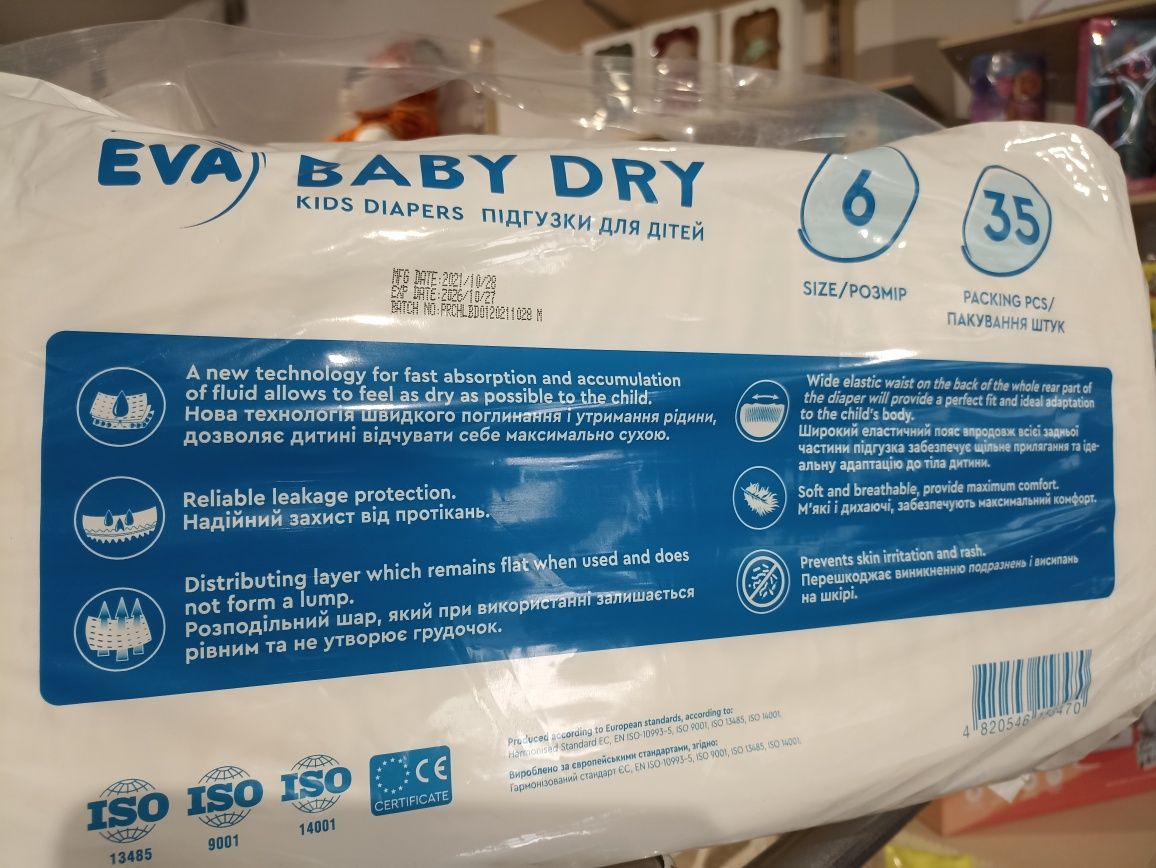 EVA BABY DRY
KIDS DIAPERS ПІДГУЗКИ ДЛЯ ДІТЕЙ
6
SIZE/РОЗМІР
35
PACKING PCS/
ПАКУВАННЯ ШТУК
MFG DATE:2021/10/28
EXP DATE:2026/10/27
BATCH NO:PRCHLBD0120211028 M
A new technology for fast absorption and accumulation
of fluid allows to feel as dry as possible to the child.
Нова технологія швидкого поглинання і утримання рідини,
дозволяє дитині відчувати себе максимально сухою.
Reliable leakage protection.
Надійний захист від протікань.
Distributing layer which remains flat when used and does
not form a lump.
Розподільний шар, який при використанні залишається
рівним та не утворює грудочок.
Wide elastic waist on the back of the whole rear part of
the diaper will provide a perfect fit and ideal adaptation
to the child's body.
Широкий еластичний пояс впродовж всієї задньої
частини підгузка забезпечує щільне прилягання та іде-
альну адаптацію до тіла дитини.
Soft and breathable, provide maximum comfort.
М'які і дихаючі, забезпечують максимальний комфорт.
Prevents skin irritation and rash.
Перешкоджає виникненню подразнень і висипань
на шкірі.
Produced according to European standards, according to:
Harmonised Standard EC, EN ISO-10993-5, ISO 9001, ISO 13485, ISO 14001.
Вироблено за європейськими стандартами, згідно:
Гармонізований стандарт ЄС, EN ISO-10993-5, ISO 9001, ISO 13485, ISO 14001.
ISO
13485
ISO
9001
ISO
14001
CE
CERTIFICATE
4 820546